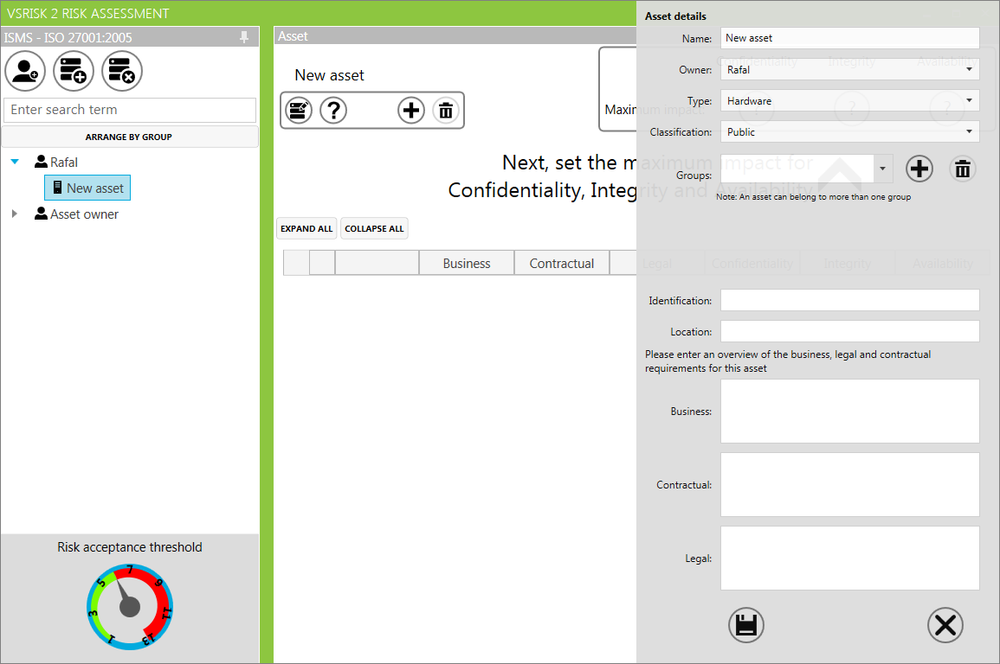 VSRISK 2 RISK ASSESSMENT
ISMS - ISO 27001:2005
Enter search term
ARRANGE BY GROUP
Rafal
New asset
Asset owner
Risk acceptance threshold
1 3 5 7 9 11 13
Asset
New asset
?
Maximum impact:
Confidentiality Integrity Availability
? ? ?
Next, set the maximum impact for
Confidentiality, Integrity and Availability
EXPAND ALL COLLAPSE ALL
Business Contractual Legal Confidentiality Integrity Availability
Asset details
Name: New asset
Owner: Rafal
Type: Hardware
Classification: Public
Groups:
Note: An asset can belong to more than one group
Identification:
Location:
Please enter an overview of the business, legal and contractual
requirements for this asset
Business:
Contractual:
Legal: